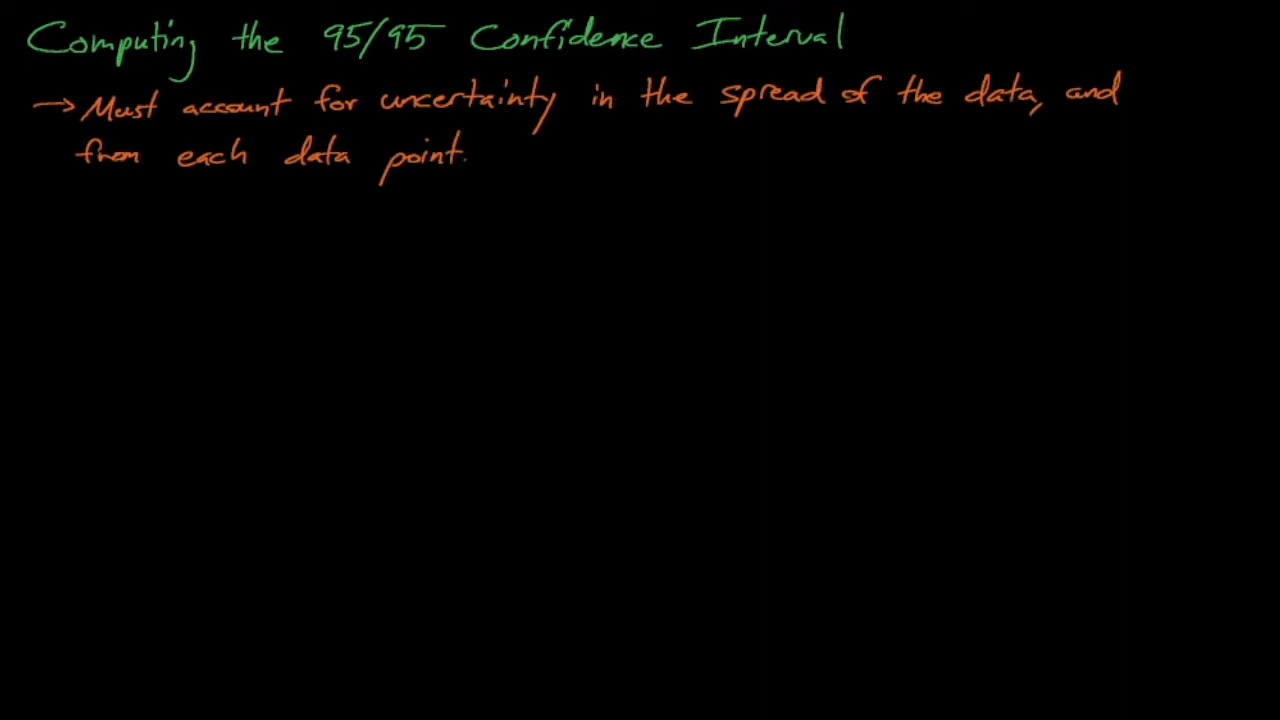 Computing the 95/95 Confidence Interval
→ Must account for uncertainty in the spread of the data, and
from each data point.